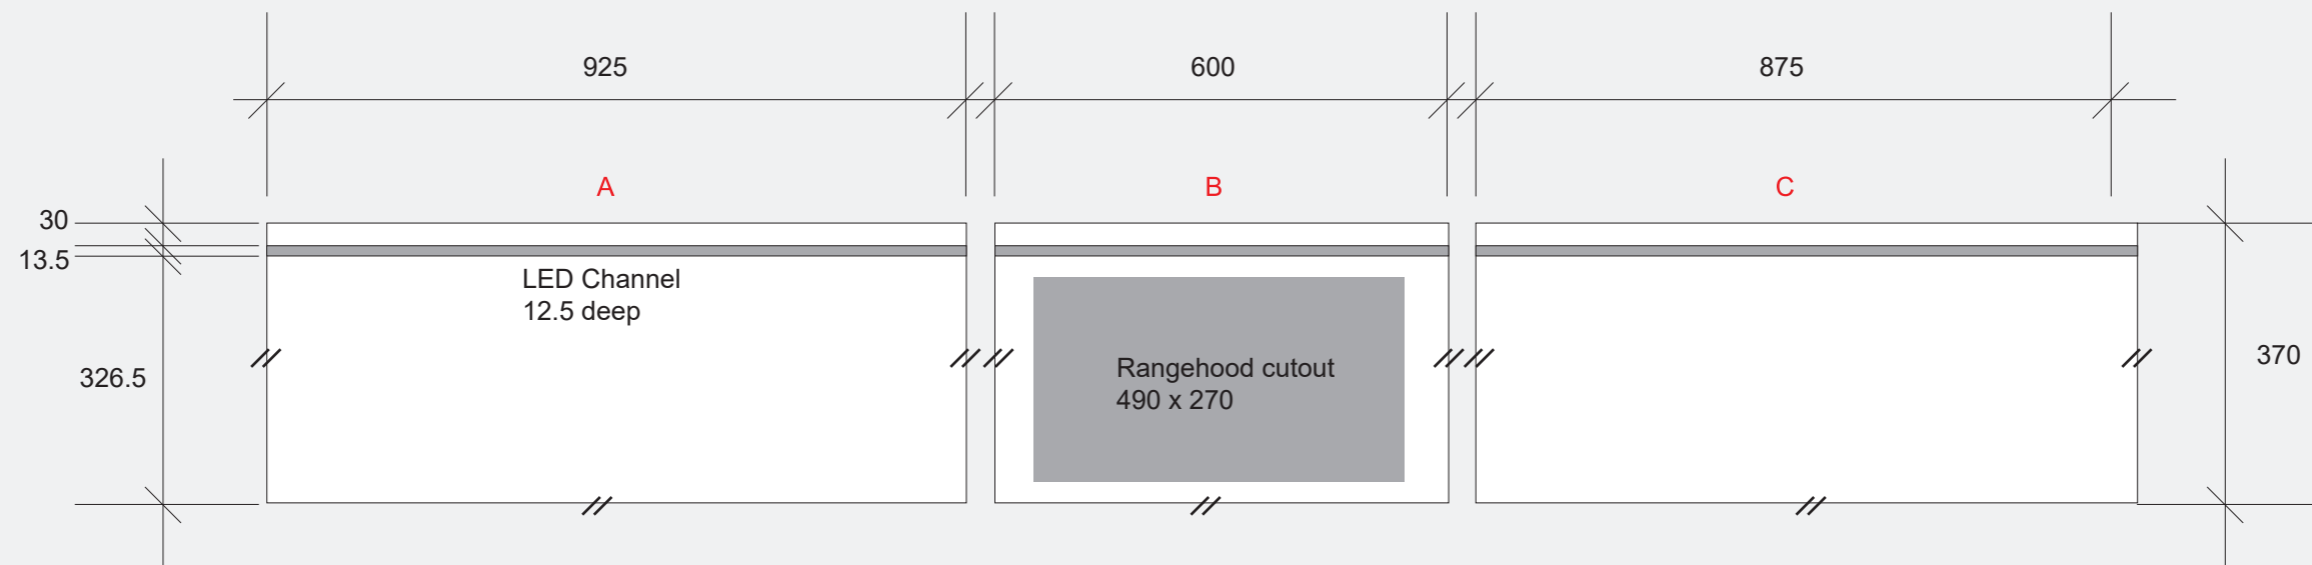 925
600
875
A
B
C
30
13.5
LED Channel
12.5 deep
326.5
Rangehood cutout
490 x 270
370